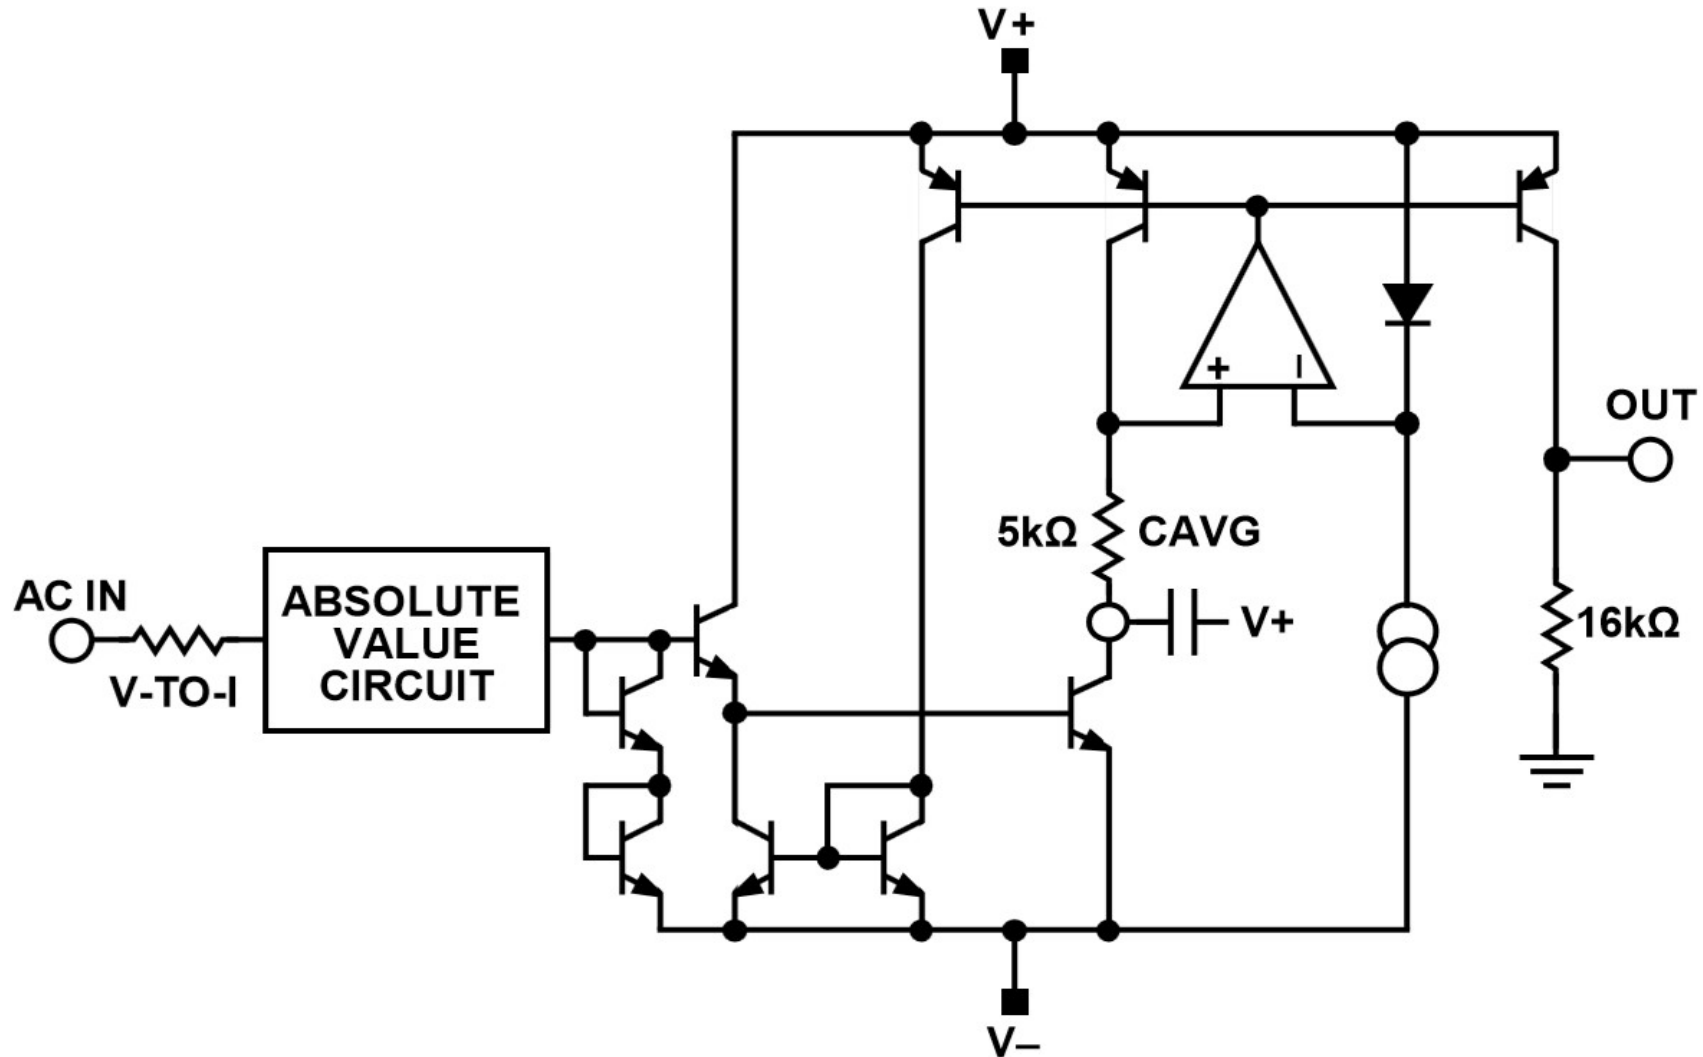 V+
+ –
OUT
5kΩ CAVG
AC IN
ABSOLUTE
VALUE
CIRCUIT
V+
16kΩ
V-TO-I
V–